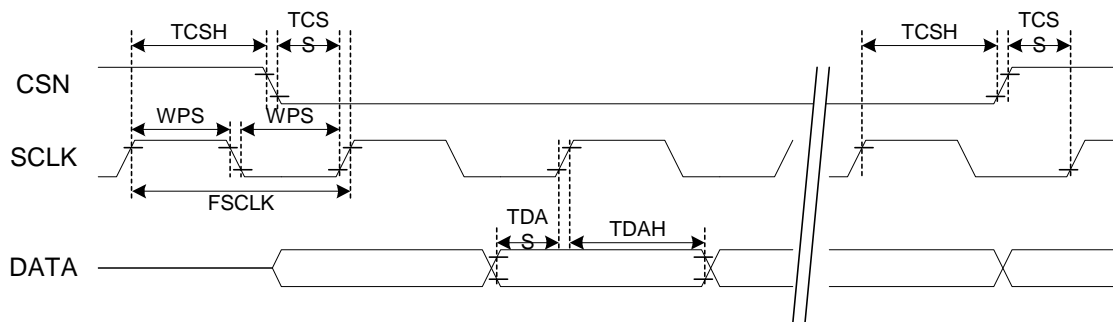 TCSH
TCS
S
TCSH
TCS
S
CSN
WPS
WPS
SCLK
FSCLK
TDA
S
TDAH
DATA